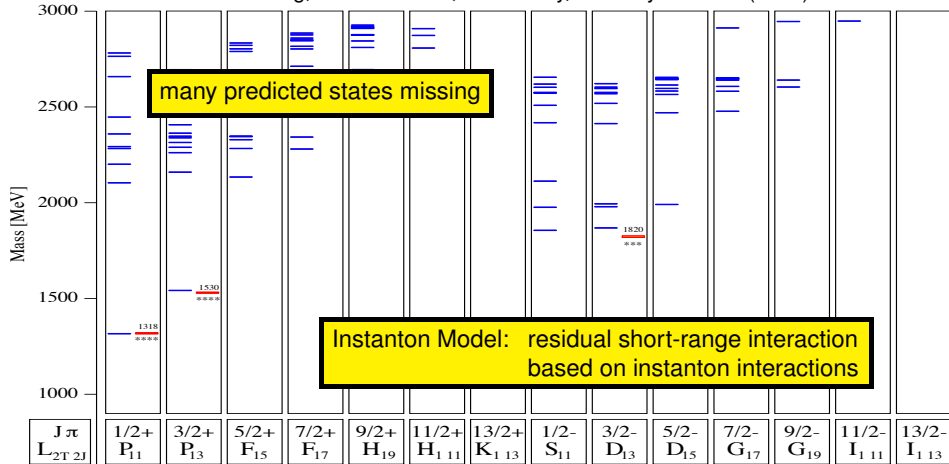 3000
many predicted states missing
2500
Mass [MeV]
2000
1820
***
1530
****
1500
1318
****
Instanton Model: residual short-range interaction
based on instanton interactions
1000
J π 1/2+ 3/2+ 5/2+ 7/2+ 9/2+ 11/2+ 13/2+ 1/2- 3/2- 5/2- 7/2- 9/2- 11/2- 13/2-
L2T 2J P11 P13 F15 F17 H19 H1 11 K1 13 S11 D13 D15 G17 G19 I1 11 I1 13